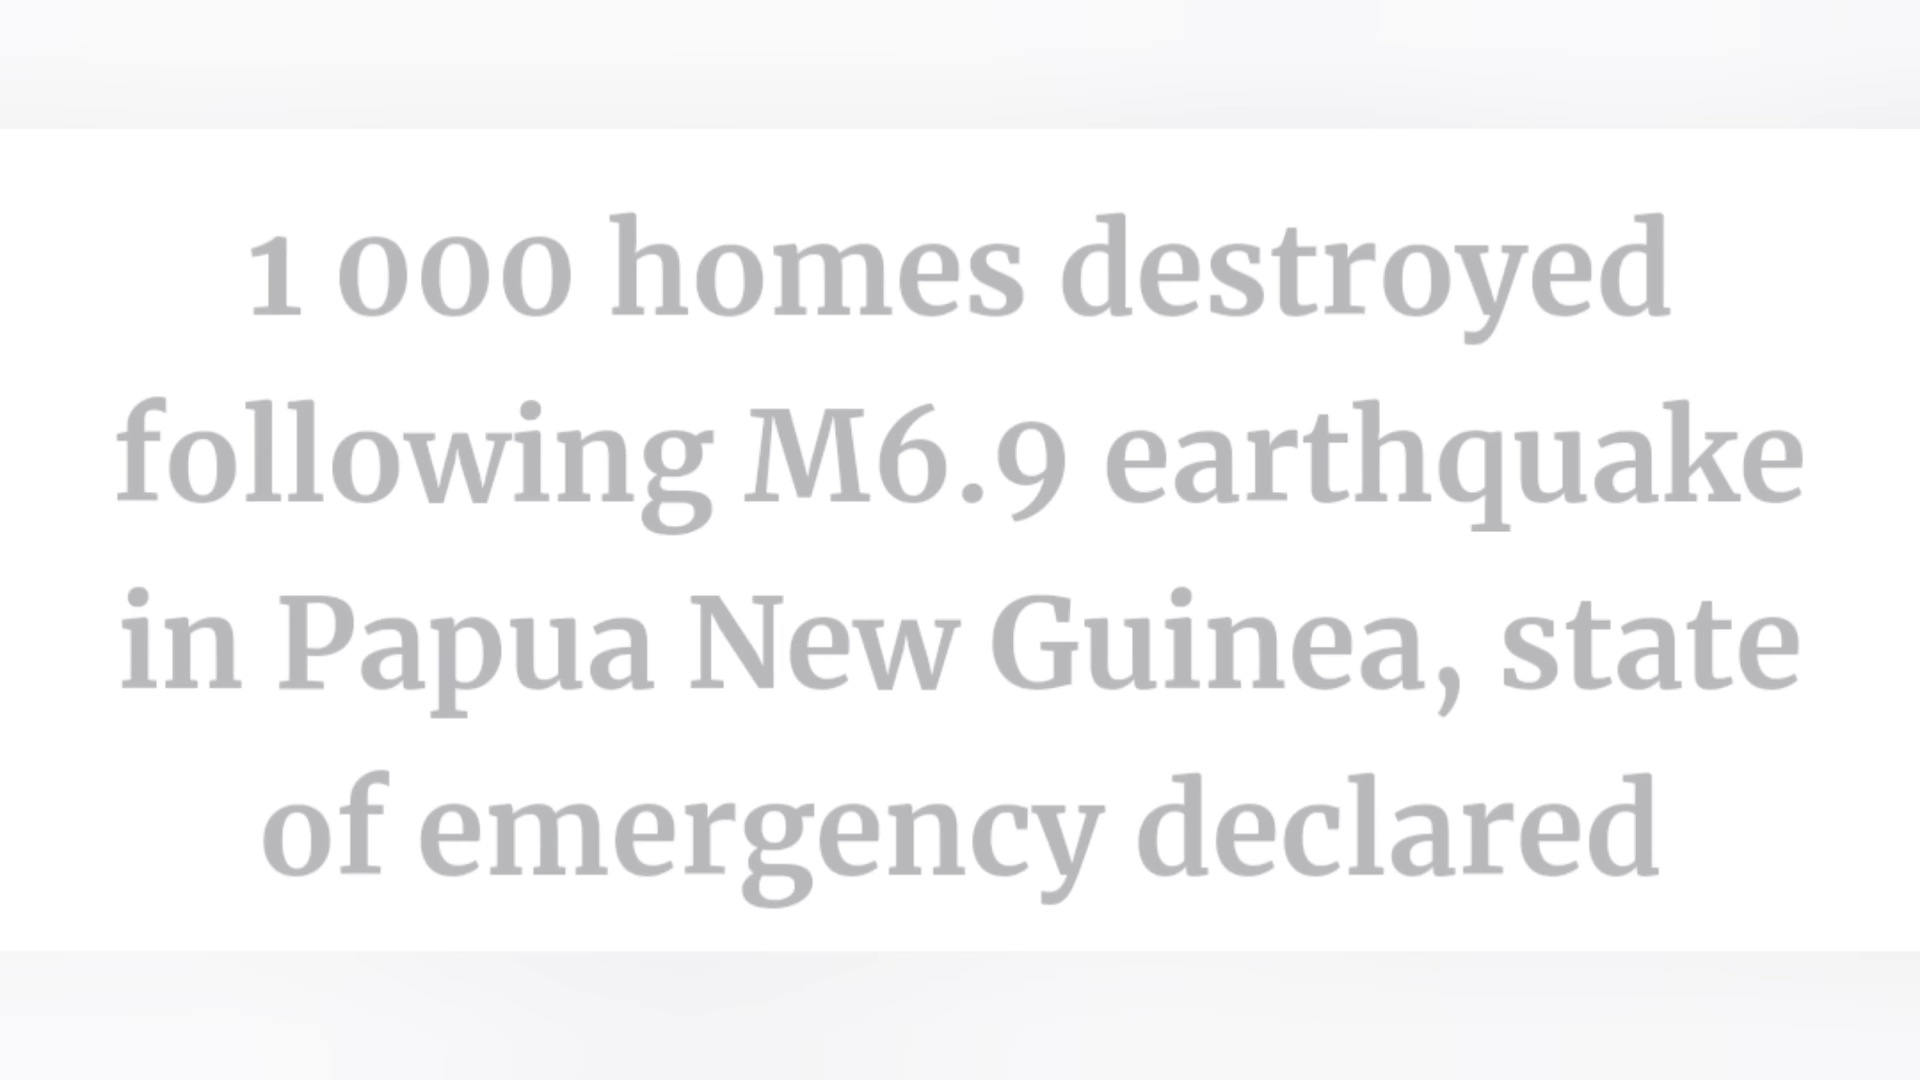 1 000 homes destroyed
following M6.9 earthquake
in Papua New Guinea, state
of emergency declared